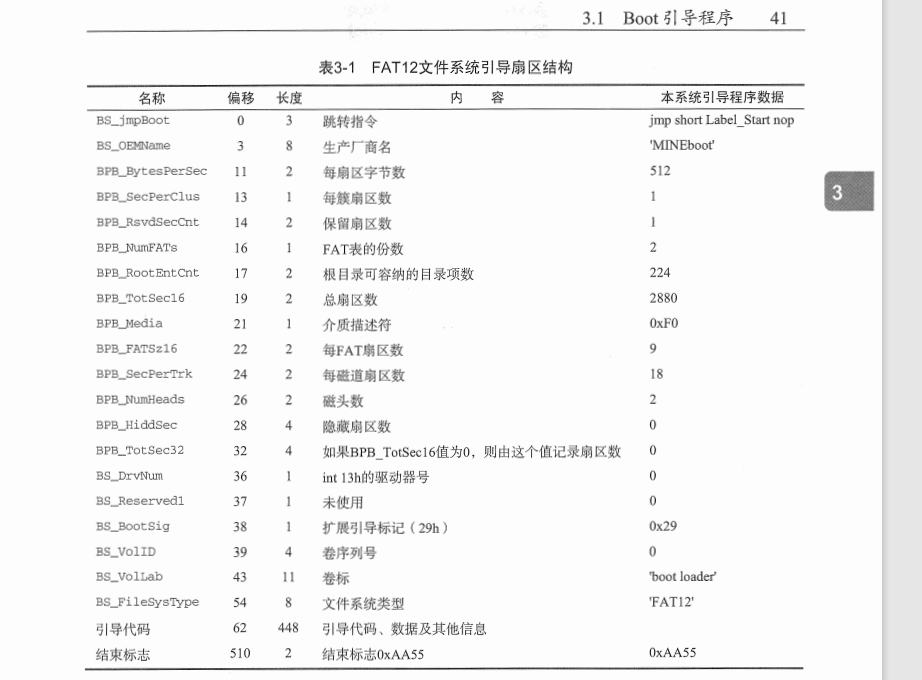 3.1 Boot 引导程序 41
表3-1 FAT12文件系统引导扇区结构
名称 偏移 长度 内 容 本系统引导程序数据
BS_jmpBoot 0 3 跳转指令 jmp short Label_Start nop
BS_OEMName 3 8 生产厂商名 'MINEboot'
BPB_BytesPerSec 11 2 每扇区字节数 512
BPB_SecPerClus 13 1 每簇扇区数 1
BPB_RsvdSecCnt 14 2 保留扇区数 1
BPB_NumFATs 16 1 FAT表的份数 2
BPB_RootEntCnt 17 2 根目录可容纳的目录项数 224
BPB_TotSec16 19 2 总扇区数 2880
BPB_Media 21 1 介质描述符 0xF0
BPB_FATSz16 22 2 每FAT扇区数 9
BPB_SecPerTrk 24 2 每磁道扇区数 18
BPB_NumHeads 26 2 磁头数 2
BPB_HiddSec 28 4 隐藏扇区数 0
BPB_TotSec32 32 4 如果BPB_TotSec16值为0，则由这个值记录扇区数 0
BS_DrvNum 36 1 int 13h的驱动器号 0
BS_Reserved1 37 1 未使用 0
BS_BootSig 38 1 扩展引导标记（29h） 0x29
BS_VolID 39 4 卷序列号 0
BS_VolLab 43 11 卷标 'boot loader'
BS_FileSysType 54 8 文件系统类型 'FAT12'
引导代码 62 448 引导代码、数据及其他信息
结束标志 510 2 结束标志0xAA55 0xAA55
3